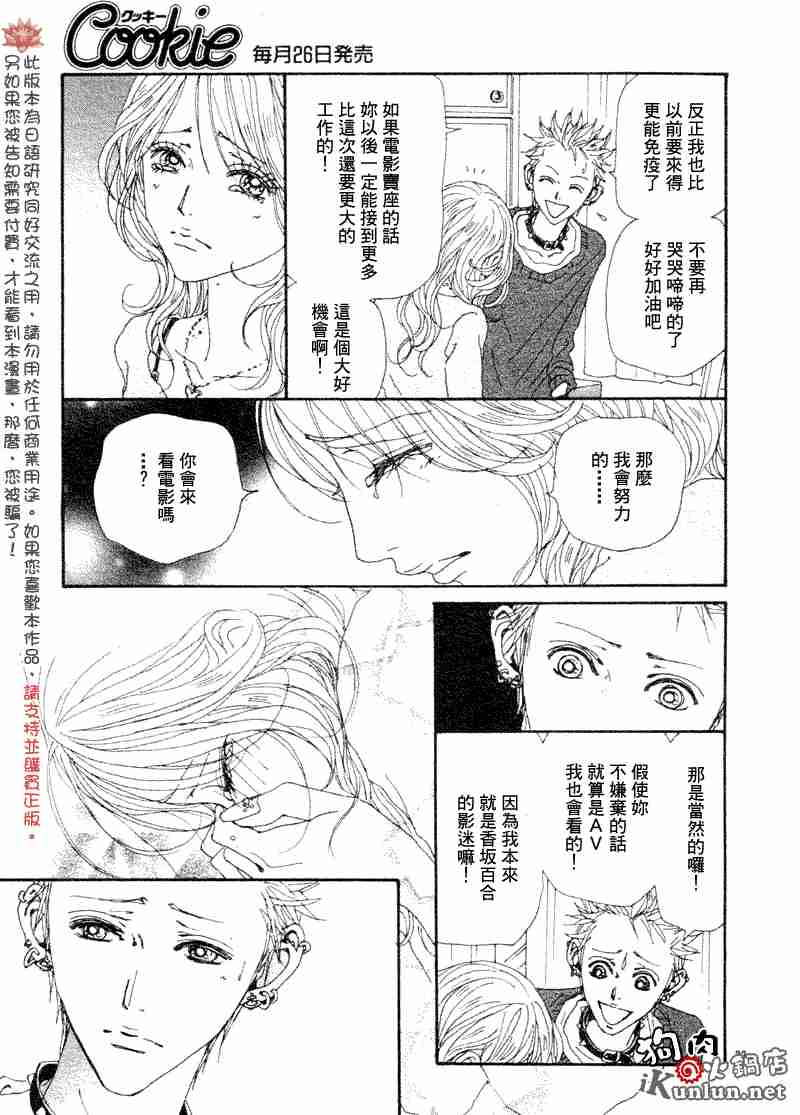 クッキー
Cookie
毎月26日発売
反正我也比
以前要來得
更能免疫了
不要再
哭哭啼啼的了
好好加油吧
如果電影賣座的話
妳以後一定能接到更多
比這次還要更大的
工作的！
這是個大好
機會啊！
那麼
我會努力
的……
你會來
看電影嗎
…？
那是當然的囉！
假使妳
不嫌棄的話
就算是ＡＶ
我也會看的！
因為我本來
就是香坂百合
的影迷嘛！
此版本為日語研究同好交流之用，請勿用於任何商業用途。如果您喜歡本作品，請支持並購買正版。
另如果您被告知需要付費，才能看到本漫畫，那麼，您被騙了！
狗肉火鍋店
iKunlun.net